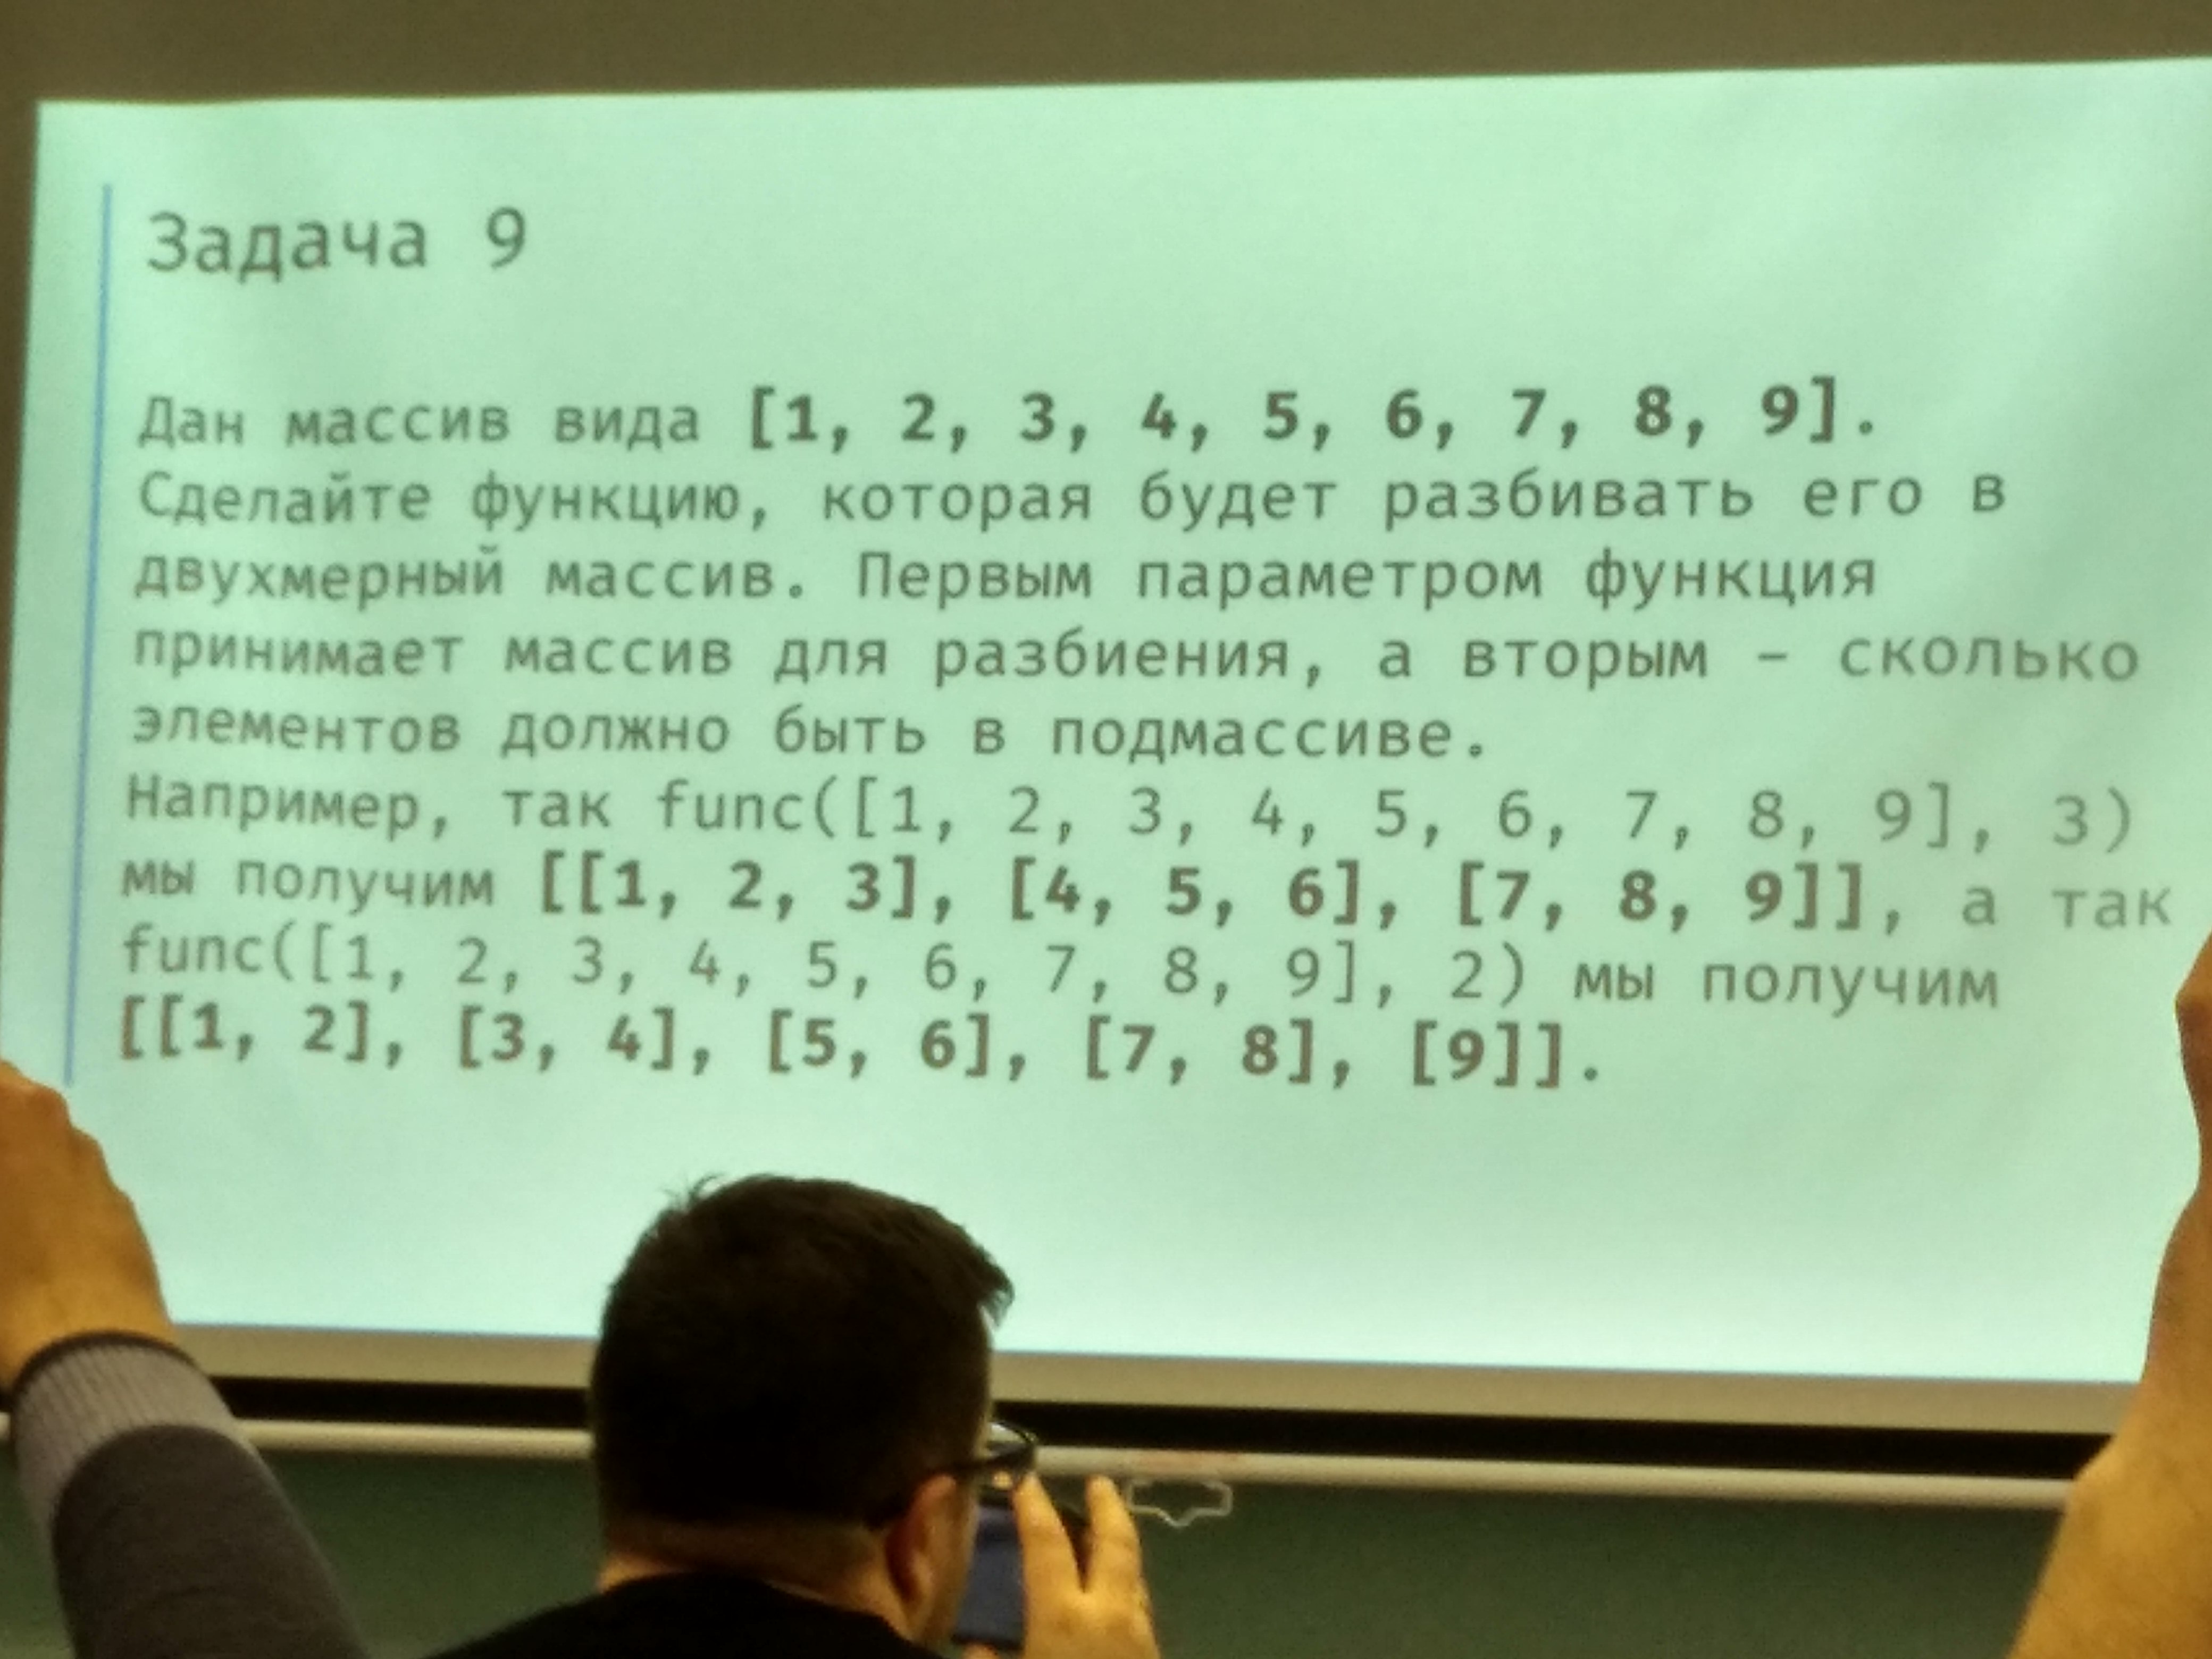 Задача 9
Дан массив вида [1, 2, 3, 4, 5, 6, 7, 8, 9].
Сделайте функцию, которая будет разбивать его в
двухмерный массив. Первым параметром функция
принимает массив для разбиения, а вторым – сколько
элементов должно быть в подмассиве.
Например, так func([1, 2, 3, 4, 5, 6, 7, 8, 9], 3)
мы получим [[1, 2, 3], [4, 5, 6], [7, 8, 9]], а так
func([1, 2, 3, 4, 5, 6, 7, 8, 9], 2) мы получим
[[1, 2], [3, 4], [5, 6], [7, 8], [9]].